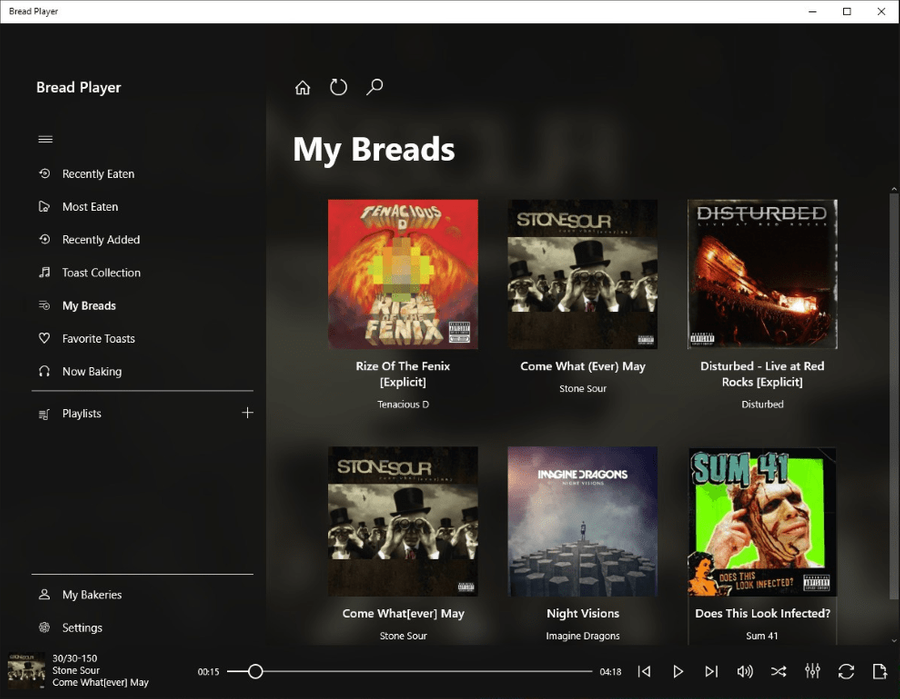 Bread Player
Bread Player
Recently Eaten
Most Eaten
Recently Added
Toast Collection
My Breads
Favorite Toasts
Now Baking
Playlists
My Bakeries
Settings
My Breads
TENACIOUS
D
RIZE
OF THE
FENIX
Rize Of The Fenix
[Explicit]
Tenacious D
STONESOUR
Come What (Ever) May
Stone Sour
DISTURBED
LIVE AT RED ROCKS
Disturbed - Live at Red
Rocks [Explicit]
Disturbed
STONESOUR
Come What[ever] May
Stone Sour
IMAGINE DRAGONS
NIGHT VISIONS
Night Visions
Imagine Dragons
SUM 41
DOES THIS
LOOK INFECTED?
Does This Look Infected?
Sum 41
30/30-150
Stone Sour
Come What[ever] May
00:15
04:18